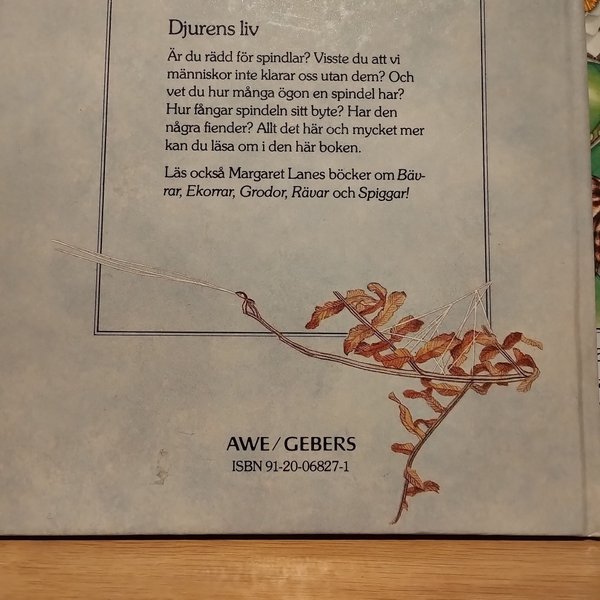 Djurens liv
Är du rädd för spindlar? Visste du att vi
människor inte klarar oss utan dem? Och
vet du hur många ögon en spindel har?
Hur fångar spindeln sitt byte? Har den
några fiender? Allt det här och mycket mer
kan du läsa om i den här boken.
Läs också Margaret Lanes böcker om Bäv-
rar, Ekorrar, Grodor, Rävar och Spiggar!
AWE/GEBERS
ISBN 91-20-06827-1